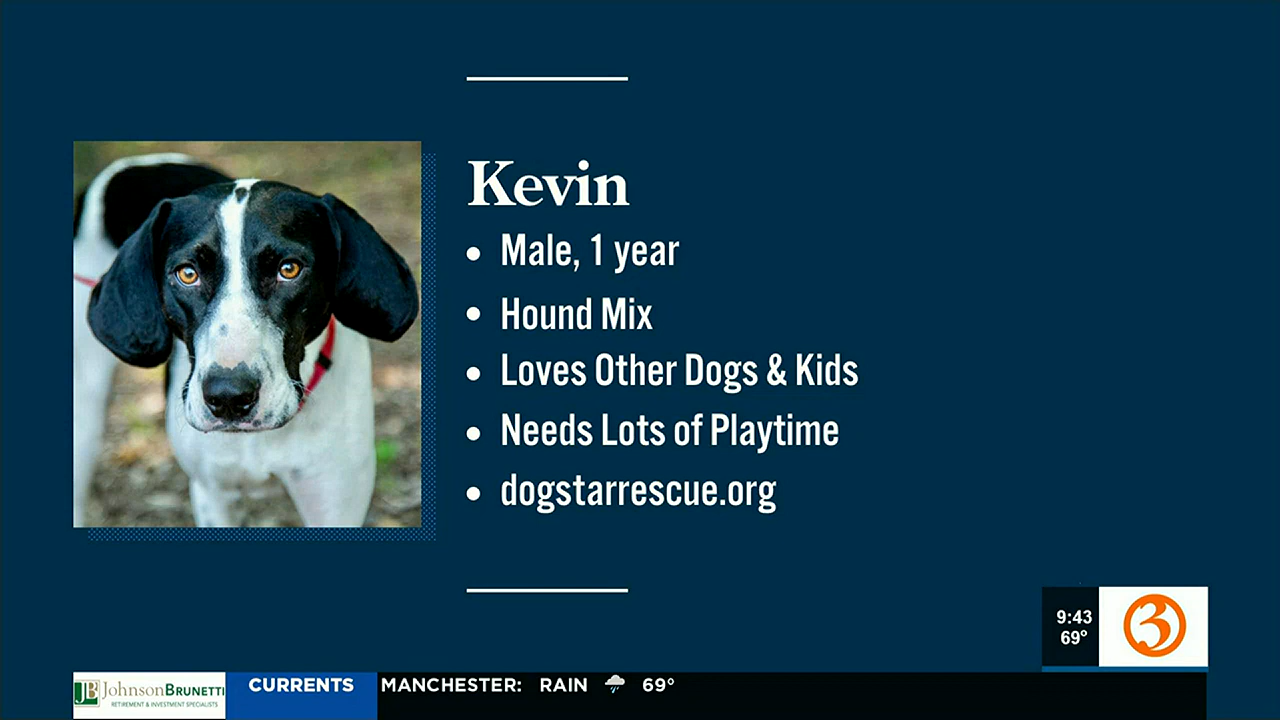 Kevin
• Male, 1 year
• Hound Mix
• Loves Other Dogs & Kids
• Needs Lots of Playtime
• dogstarrescue.org
9:43
69°
3
JB JohnsonBRUNETTI
RETIREMENT & INVESTMENT SPECIALISTS
CURRENTS
MANCHESTER: RAIN 69°